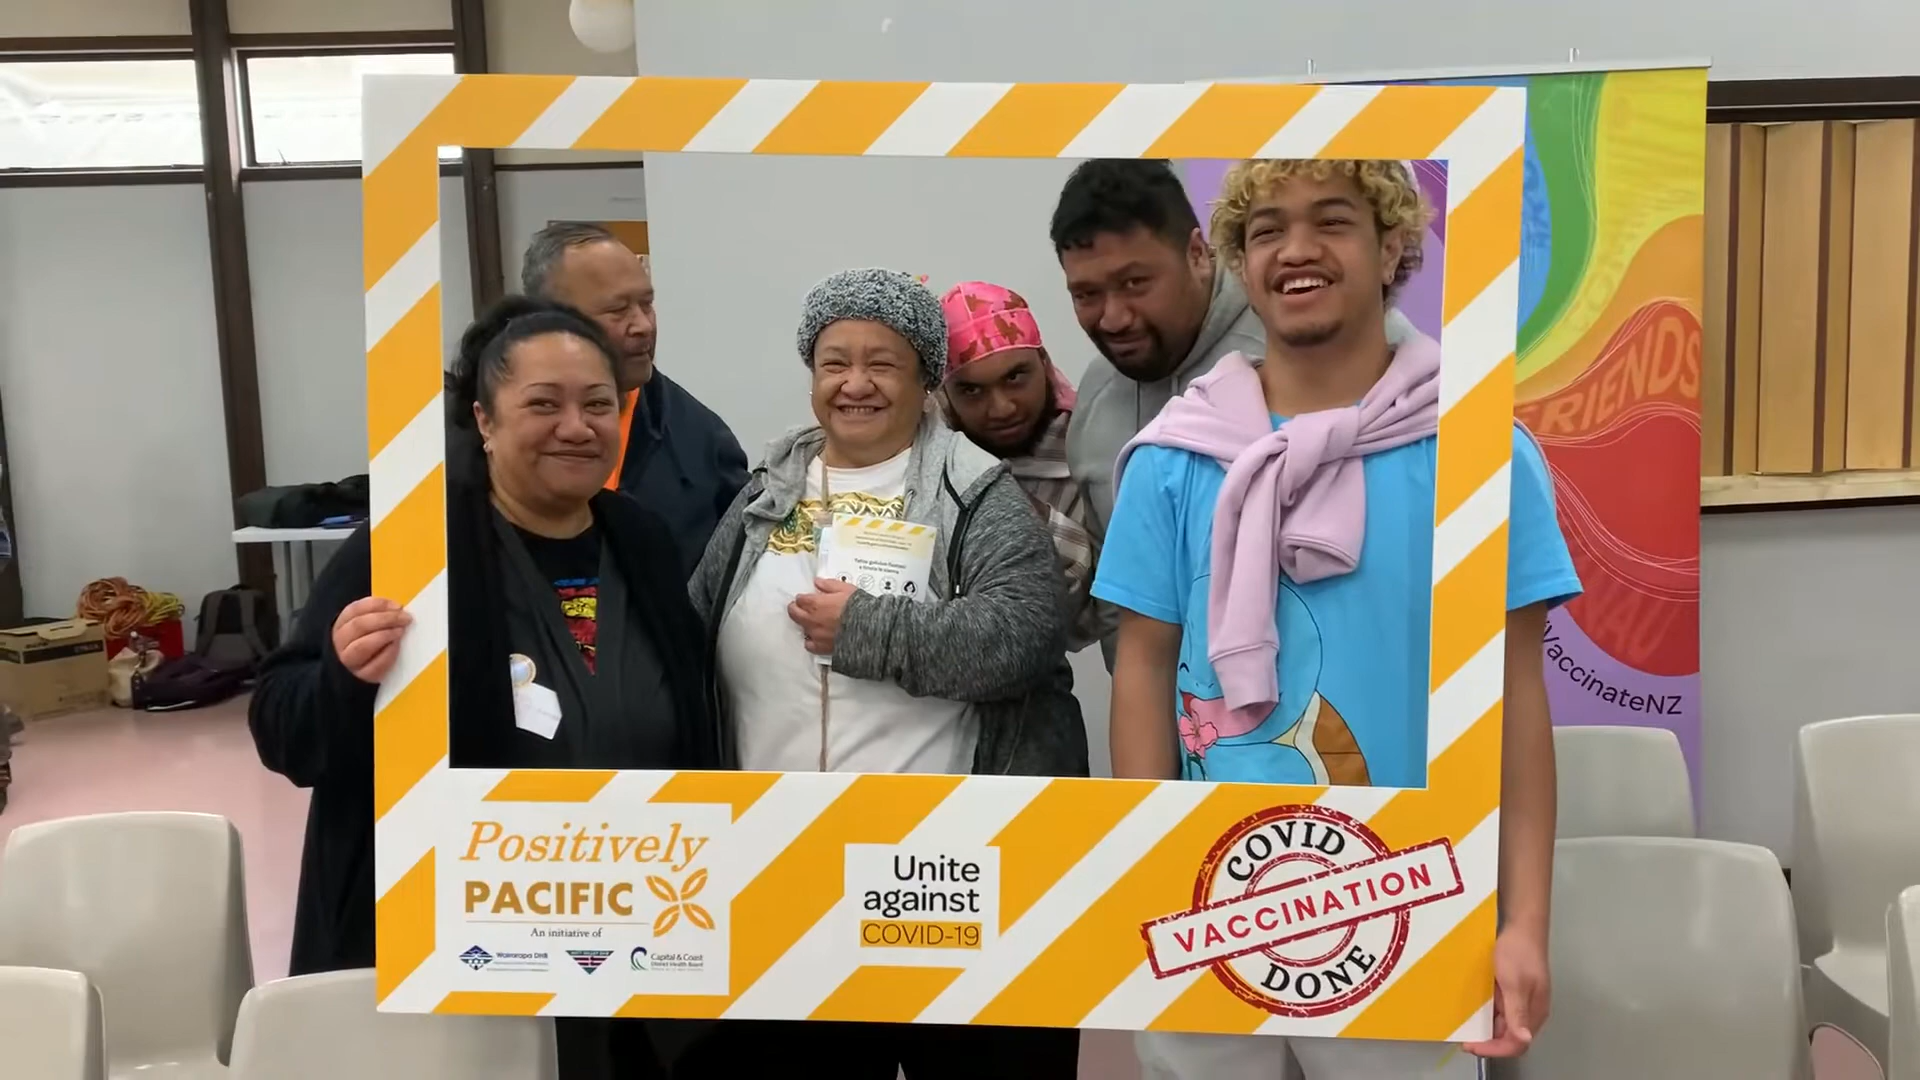 FRIENDS
#VaccinateNZ
Positively
PACIFIC
An initiative of
Wairarapa DHB
Capital & Coast
District Health Board
Unite
against
COVID-19
COVID
VACCINATION
DONE